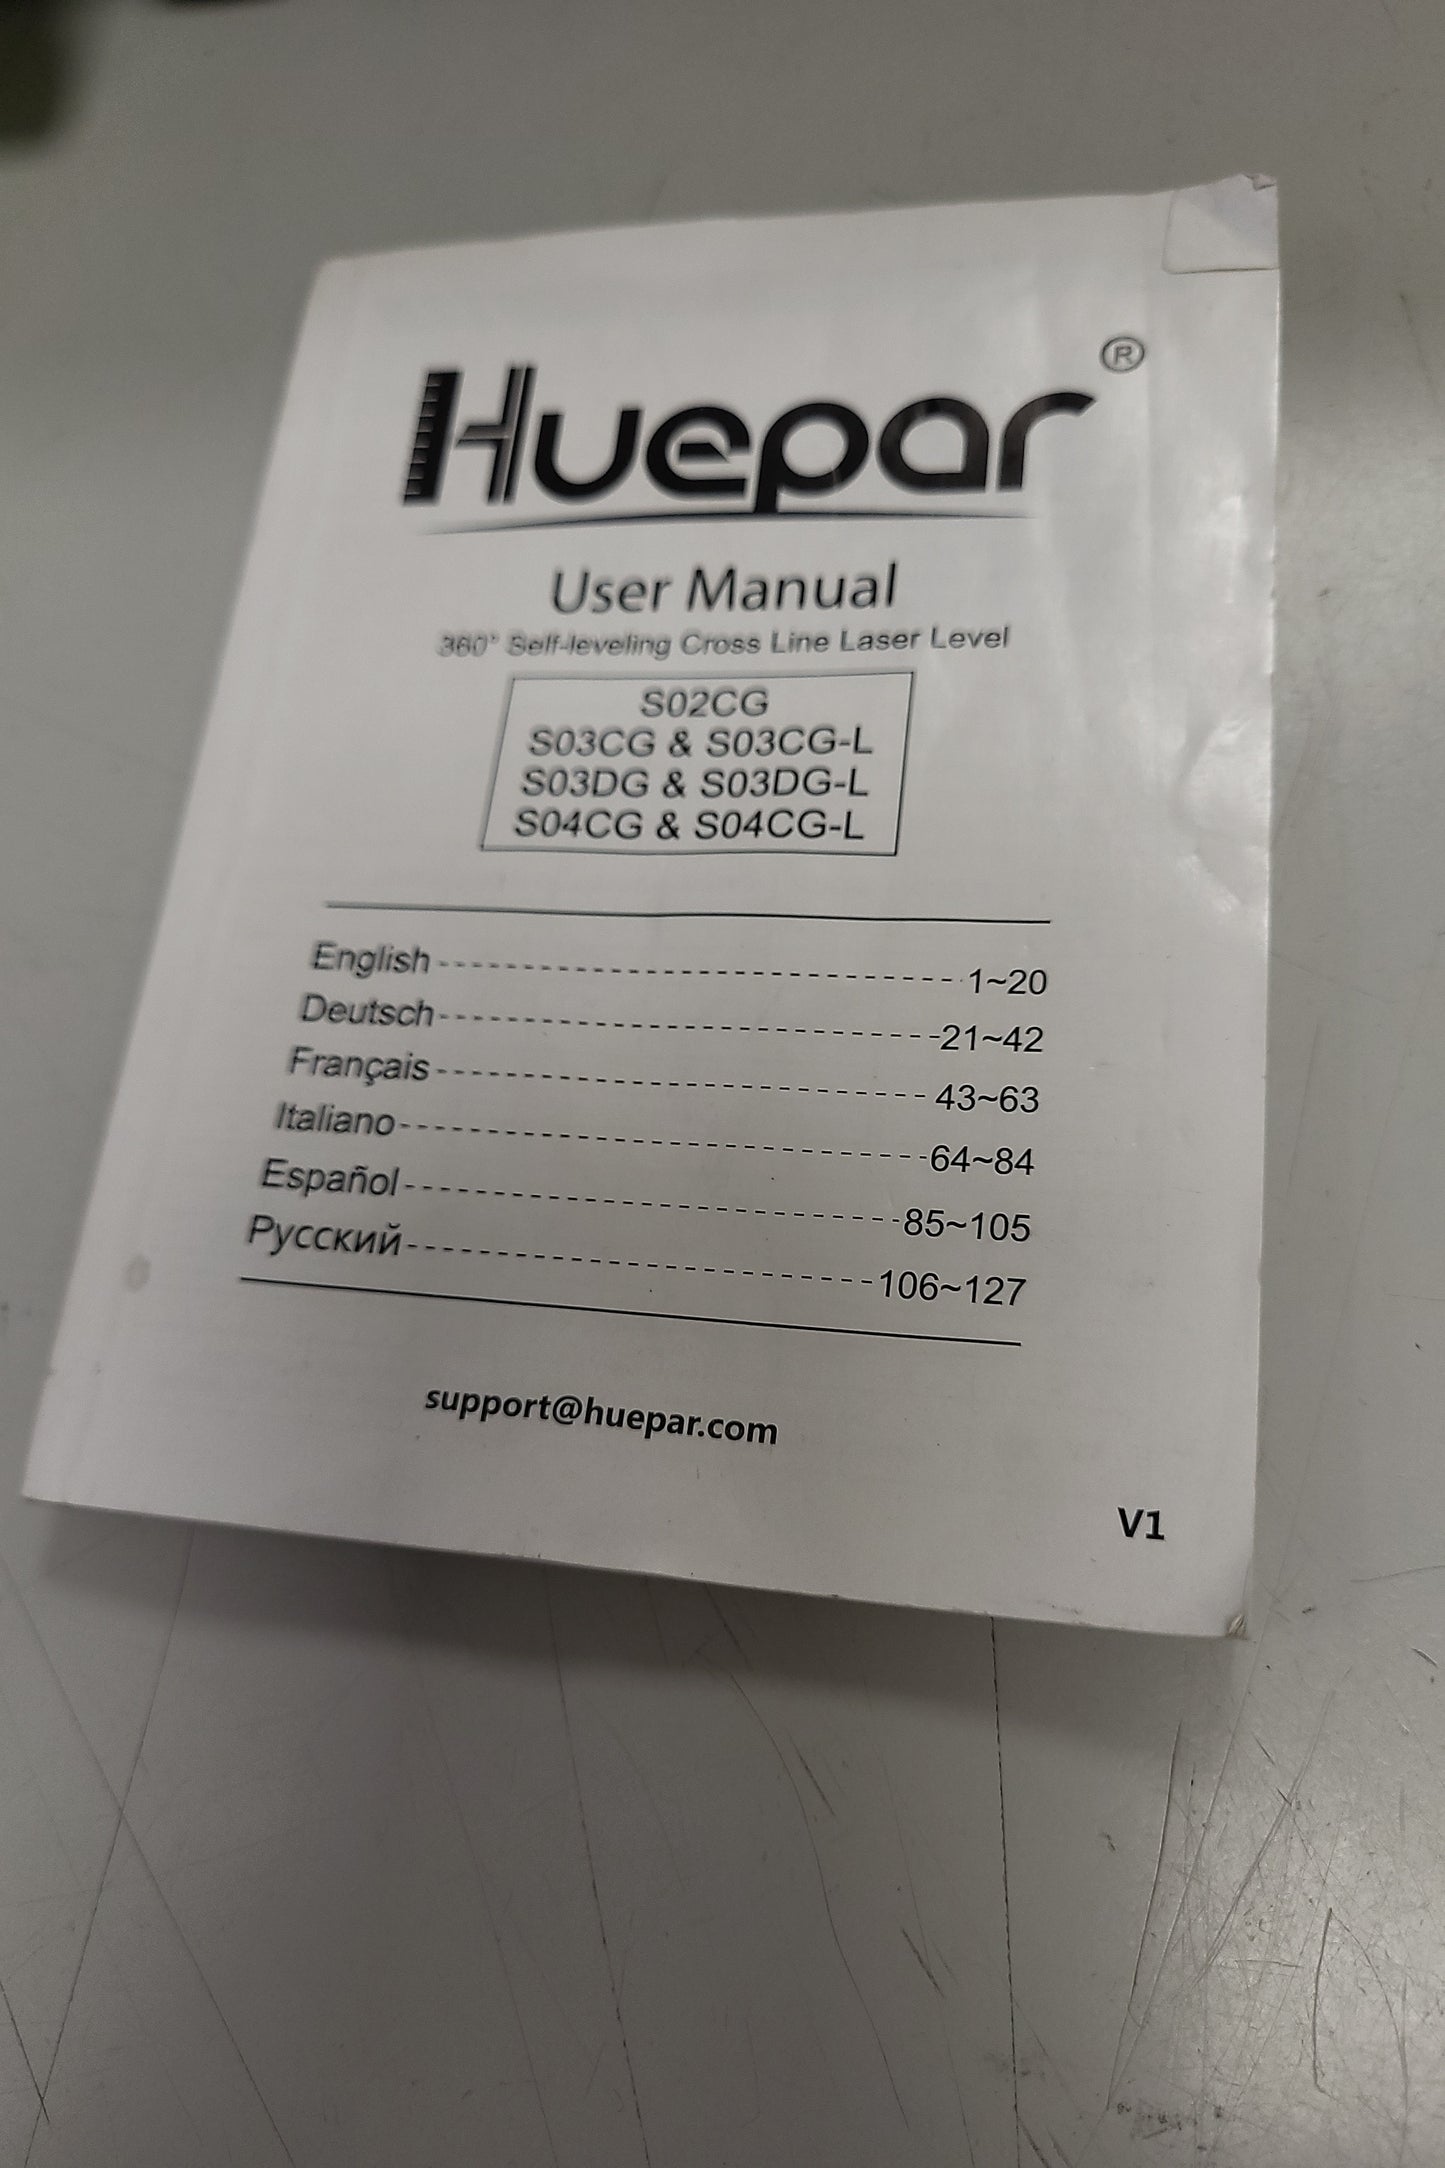 Huepar®
User Manual
360° Self-leveling Cross Line Laser Level
S02CG
S03CG & S03CG-L
S03DG & S03DG-L
S04CG & S04CG-L
English 1~20
Deutsch 21~42
Français 43~63
Italiano 64~84
Español 85~105
Русский 106~127
support@huepar.com
V1